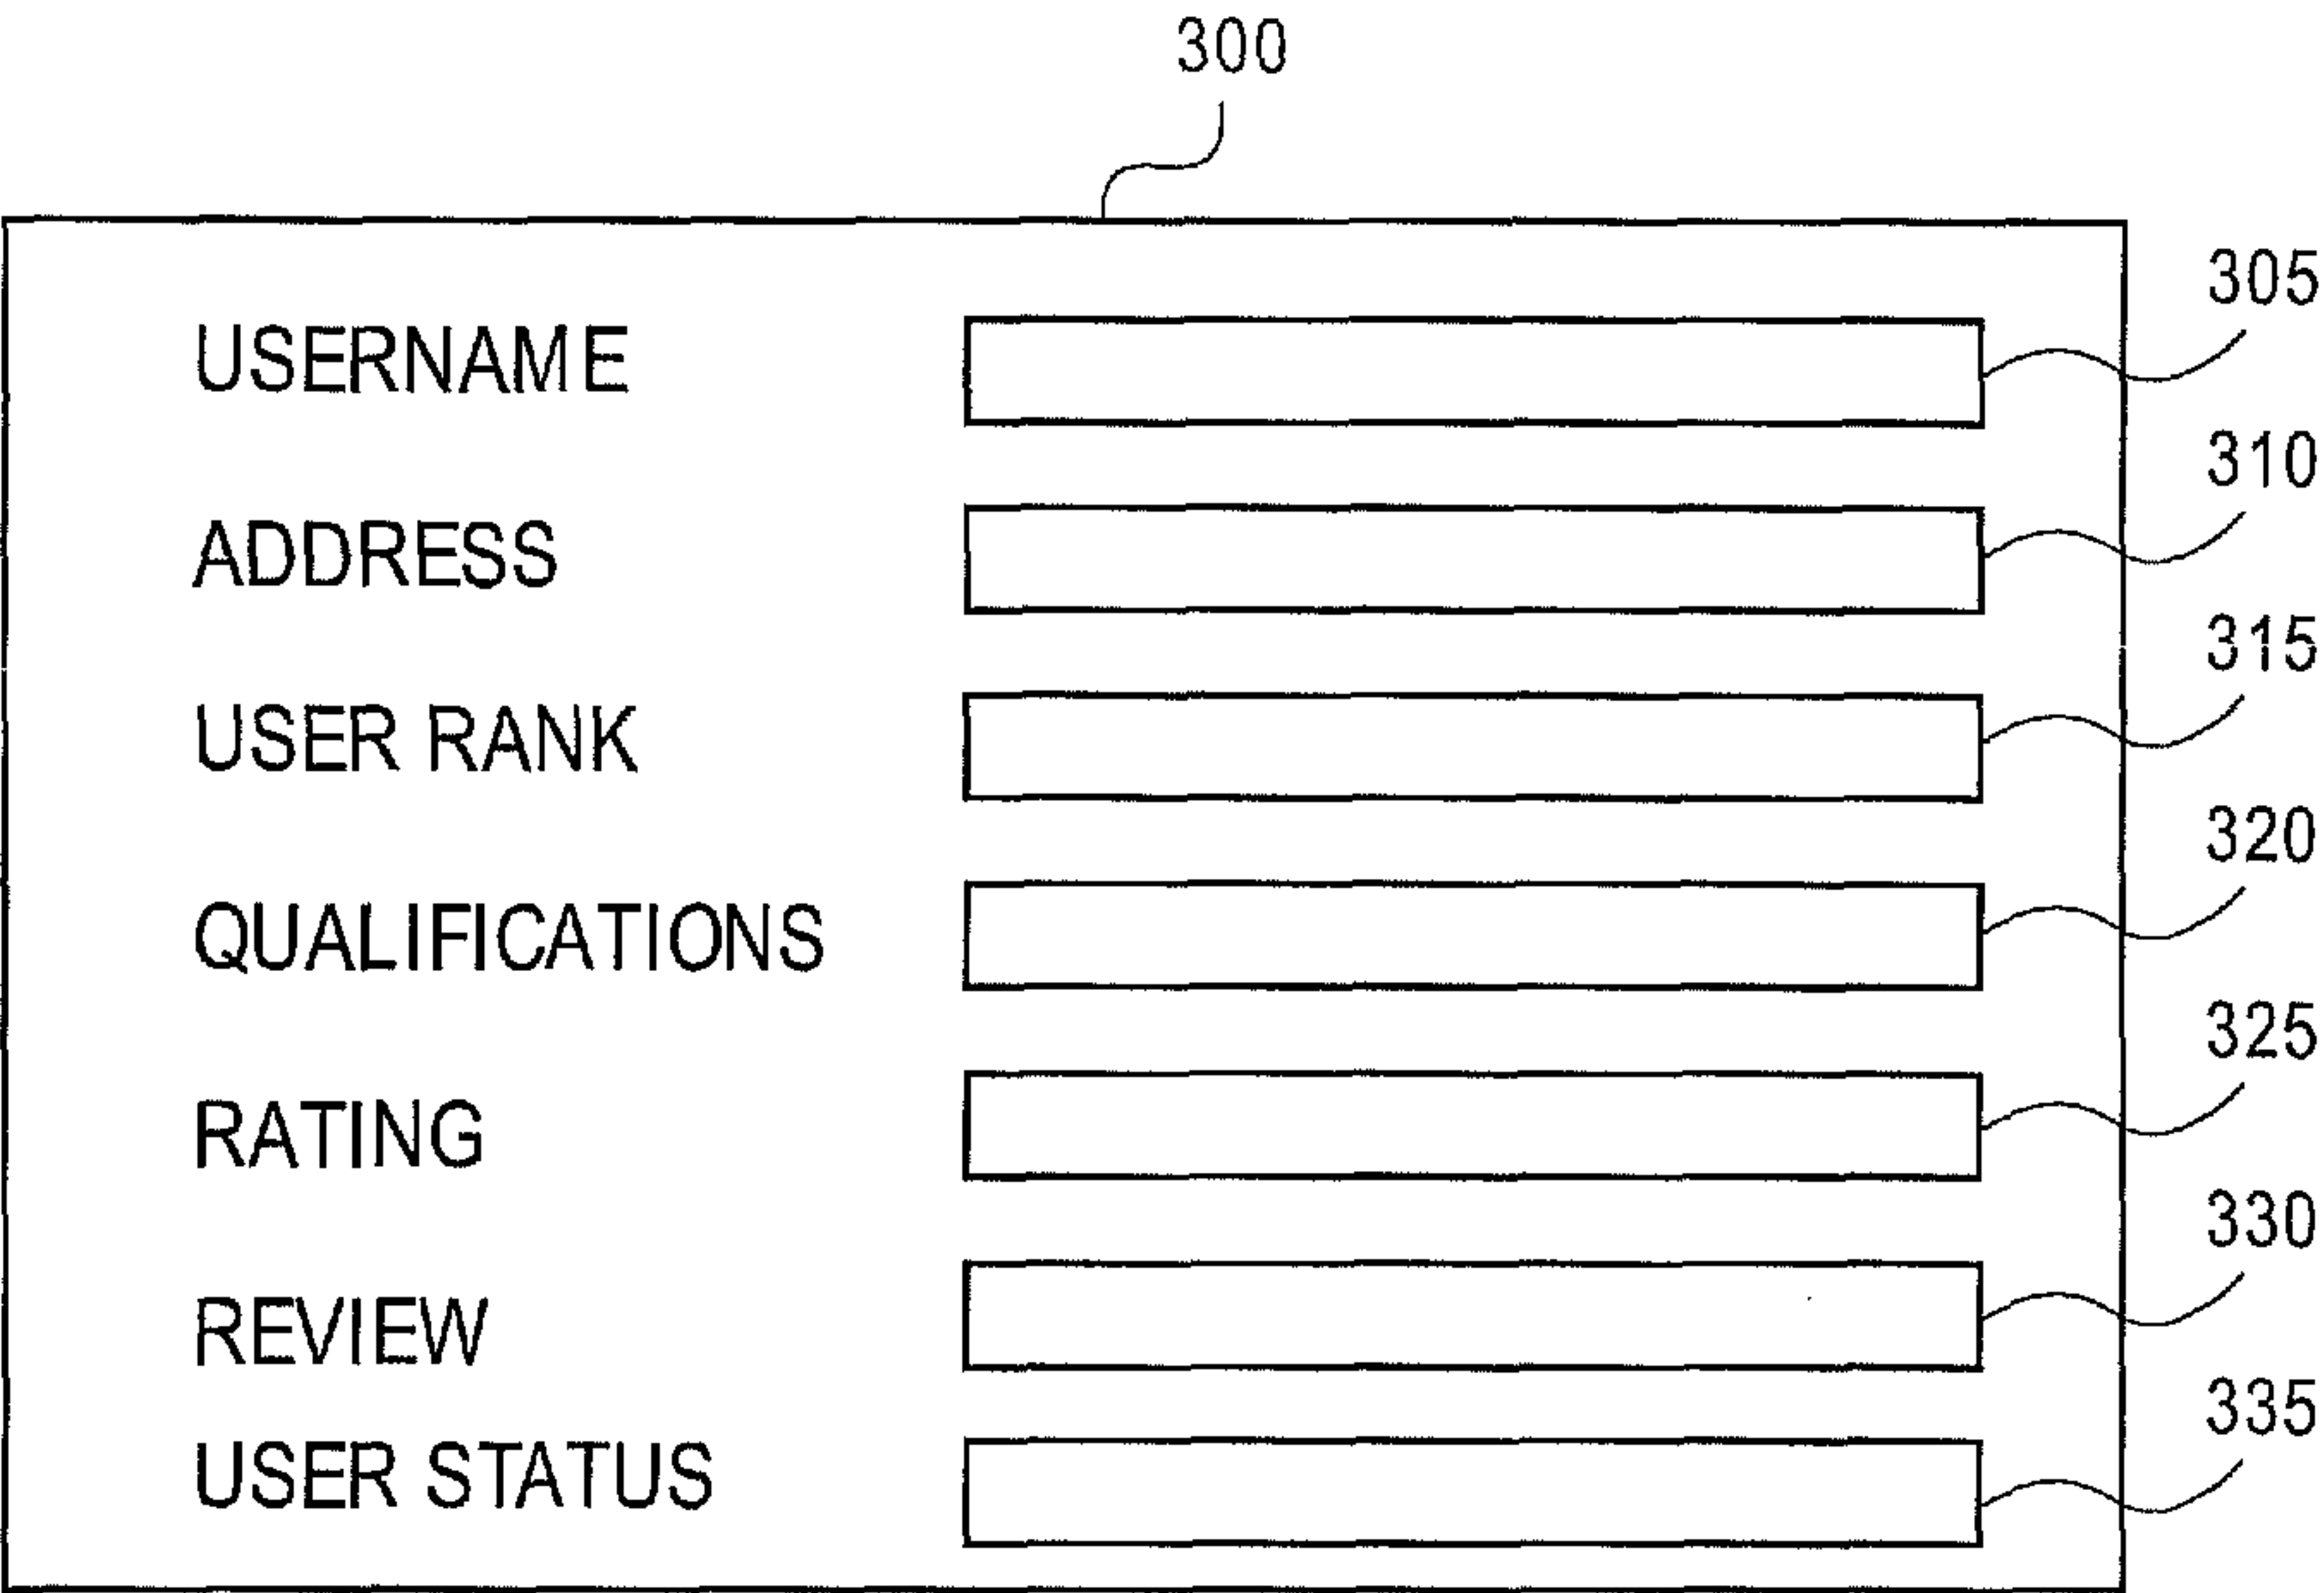 300
USERNAME 305
ADDRESS 310
USER RANK 315
QUALIFICATIONS 320
RATING 325
REVIEW 330
USER STATUS 335